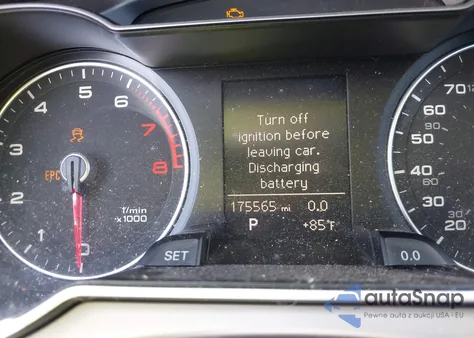 5 6
4 7
3 8
2 EPC
1 1/min
x1000
0
Turn off
ignition before
leaving car.
Discharging
battery
175565 mi 0.0
P +85°F
SET 0.0
70 120
90
50
40
60
30
20 30
autoSnap
Pewne auta z aukcji USA - EU